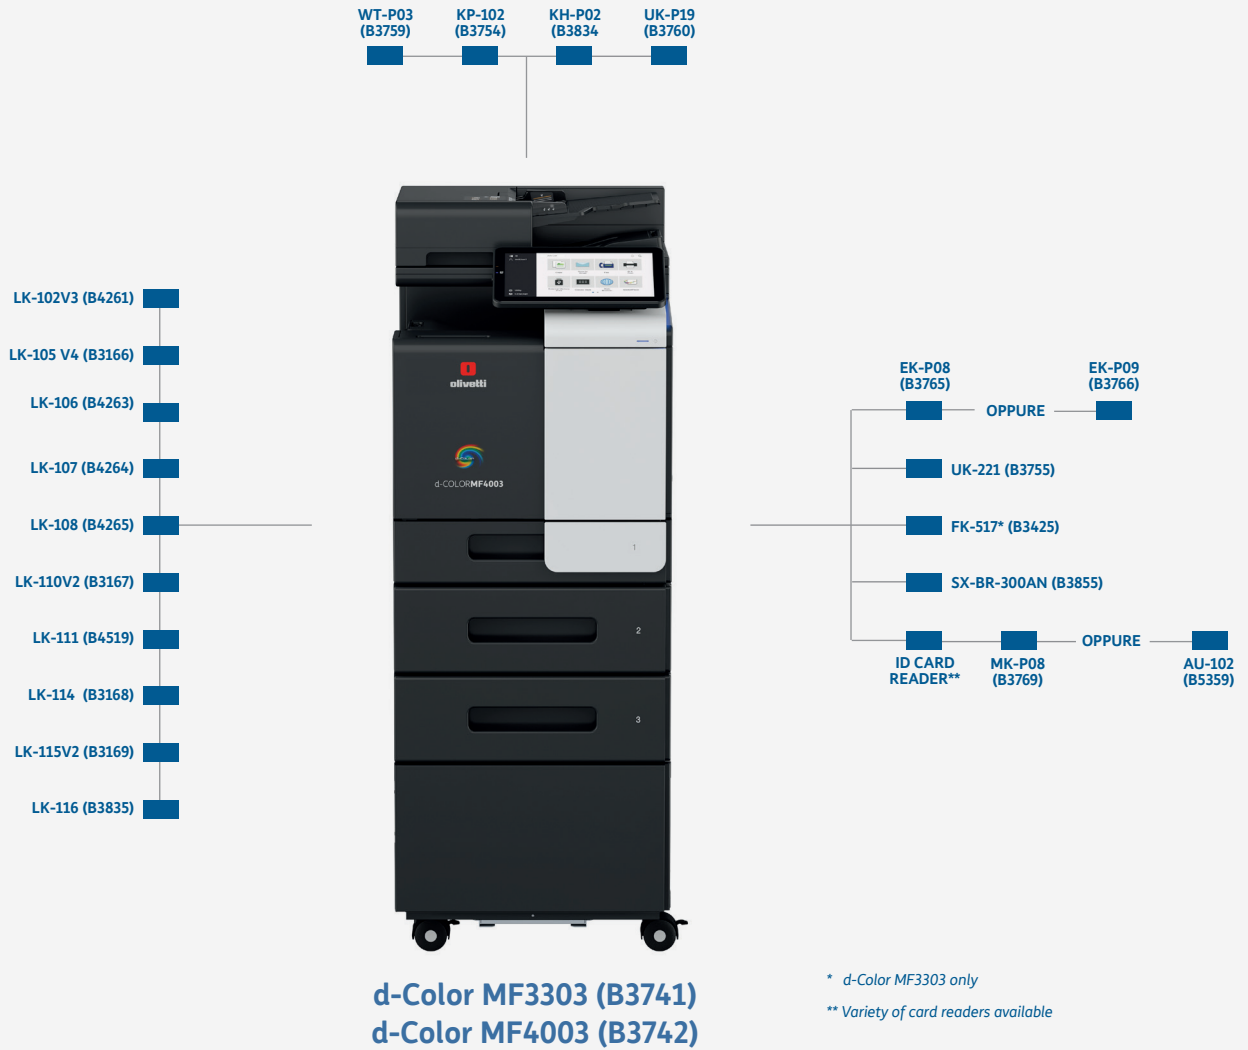 WT-P03
(B3759)
KP-102
(B3754)
KH-P02
(B3834
UK-P19
(B3760)
LK-102V3 (B4261)
LK-105 V4 (B3166)
LK-106 (B4263)
LK-107 (B4264)
LK-108 (B4265)
LK-110V2 (B3167)
LK-111 (B4519)
LK-114 (B3168)
LK-115V2 (B3169)
LK-116 (B3835)
olivetti
d-COLORMF4003
1
2
3
EK-P08
(B3765)
OPPURE
EK-P09
(B3766)
UK-221 (B3755)
FK-517* (B3425)
SX-BR-300AN (B3855)
ID CARD
READER**
MK-P08
(B3769)
OPPURE
AU-102
(B5359)
d-Color MF3303 (B3741)
d-Color MF4003 (B3742)
* d-Color MF3303 only
** Variety of card readers available